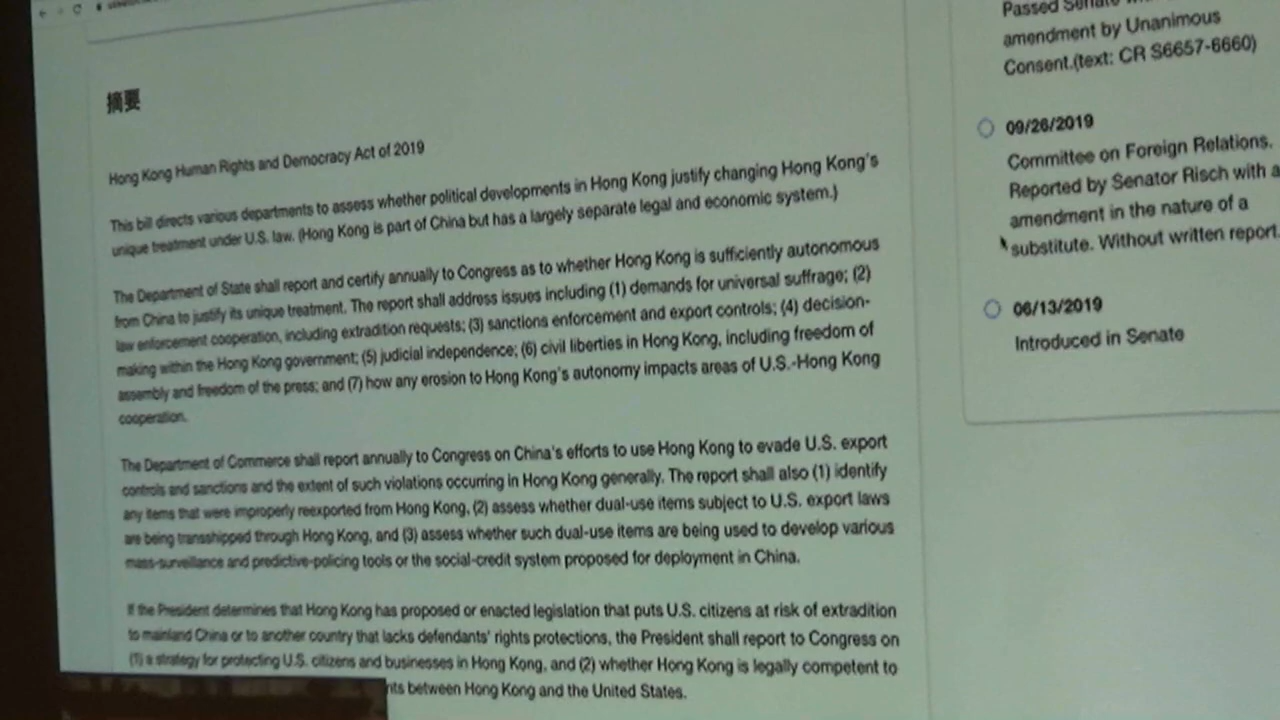 摘要
Hong Kong Human Rights and Democracy Act of 2019
This bill directs various departments to assess whether political developments in Hong Kong justify changing Hong Kong's
unique treatment under U.S. law. (Hong Kong is part of China but has a largely separate legal and economic system.)
The Department of State shall report and certify annually to Congress as to whether Hong Kong is sufficiently autonomous
from China to justify its unique treatment. The report shall address issues including (1) demands for universal suffrage; (2)
law enforcement cooperation, including extradition requests; (3) sanctions enforcement and export controls; (4) decision-
making within the Hong Kong government; (5) judicial independence; (6) civil liberties in Hong Kong, including freedom of
assembly and freedom of the press; and (7) how any erosion to Hong Kong's autonomy impacts areas of U.S.-Hong Kong
cooperation.
The Department of Commerce shall report annually to Congress on China's efforts to use Hong Kong to evade U.S. export
controls and sanctions and the extent of such violations occurring in Hong Kong generally. The report shall also (1) identify
any items that were improperly reexported from Hong Kong, (2) assess whether dual-use items subject to U.S. export laws
are being transshipped through Hong Kong, and (3) assess whether such dual-use items are being used to develop various
mass-surveillance and predictive-policing tools or the social-credit system proposed for deployment in China.
If the President determines that Hong Kong has proposed or enacted legislation that puts U.S. citizens at risk of extradition
to mainland China or to another country that lacks defendants' rights protections, the President shall report to Congress on
(1) a strategy for protecting U.S. citizens and businesses in Hong Kong, and (2) whether Hong Kong is legally competent to
nts between Hong Kong and the United States.
Passed Senate
amendment by Unanimous
Consent.(text: CR S6657-6660)
09/26/2019
Committee on Foreign Relations.
Reported by Senator Risch with a
amendment in the nature of a
substitute. Without written report.
06/13/2019
Introduced in Senate